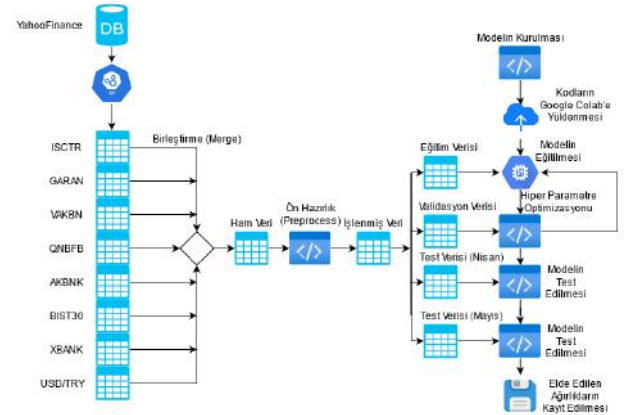 YahooFinance
DB
ISCTR
GARAN
VAKBN
QNBFB
AKBNK
BIST30
XBANK
USD/TRY
Birleştirme (Merge)
Ham Veri
Ön Hazırlık
(Preprocess)
İşlenmiş Veri
Eğitim Verisi
Validasyon Verisi
Test Verisi (Nisan)
Test Verisi (Mayıs)
Modelin Kurulması
Kodların
Google Colab'e
Yüklenmesi
Modelin
Eğitilmesi
Hiper Parametre
Optimizasyonu
Modelin
Test
Edilmesi
Modelin
Test
Edilmesi
Elde Edilen
Ağırlıkların
Kayıt Edilmesi